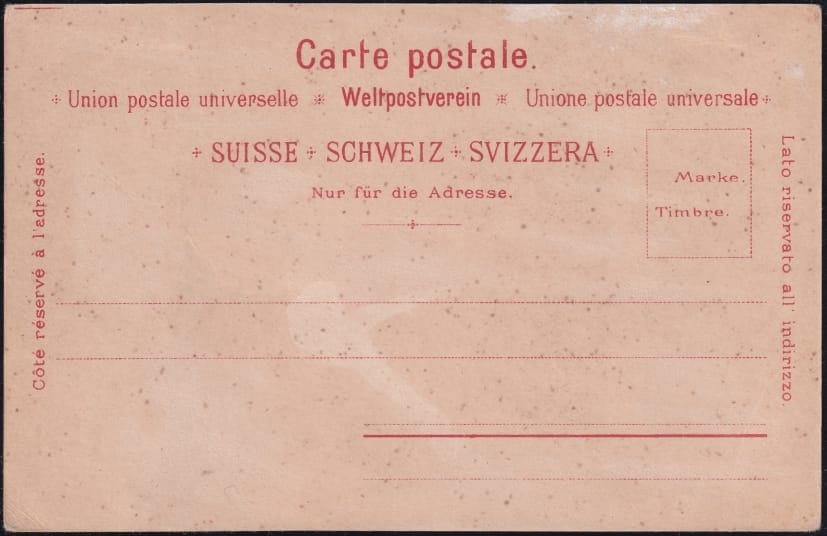 Carte postale.
Union postale universelle Weltpostverein Unione postale universale
SUISSE SCHWEIZ SVIZZERA
Nur für die Adresse.
Marke.
Timbre.
Côté réservé à l'adresse.
Lato riservato all' indirizzo.